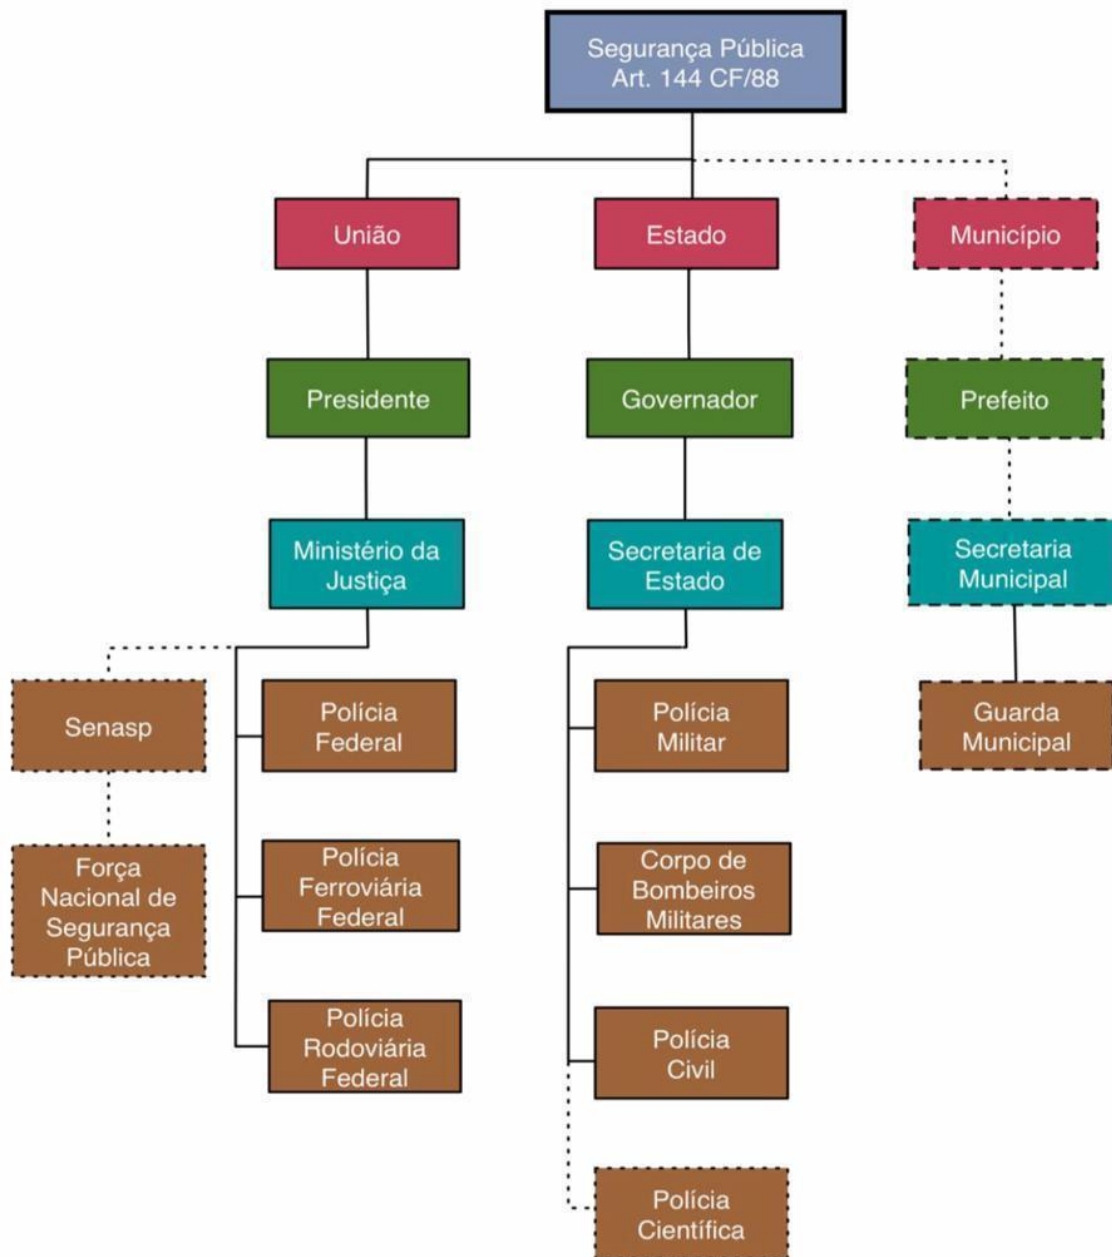 Segurança Pública
Art. 144 CF/88
União
Estado
Município
Presidente
Governador
Prefeito
Ministério da
Justiça
Secretaria de
Estado
Secretaria
Municipal
Senasp
Polícia
Federal
Polícia
Militar
Guarda
Municipal
Força
Nacional de
Segurança
Pública
Polícia
Ferroviária
Federal
Corpo de
Bombeiros
Militares
Polícia
Rodoviária
Federal
Polícia
Civil
Polícia
Científica